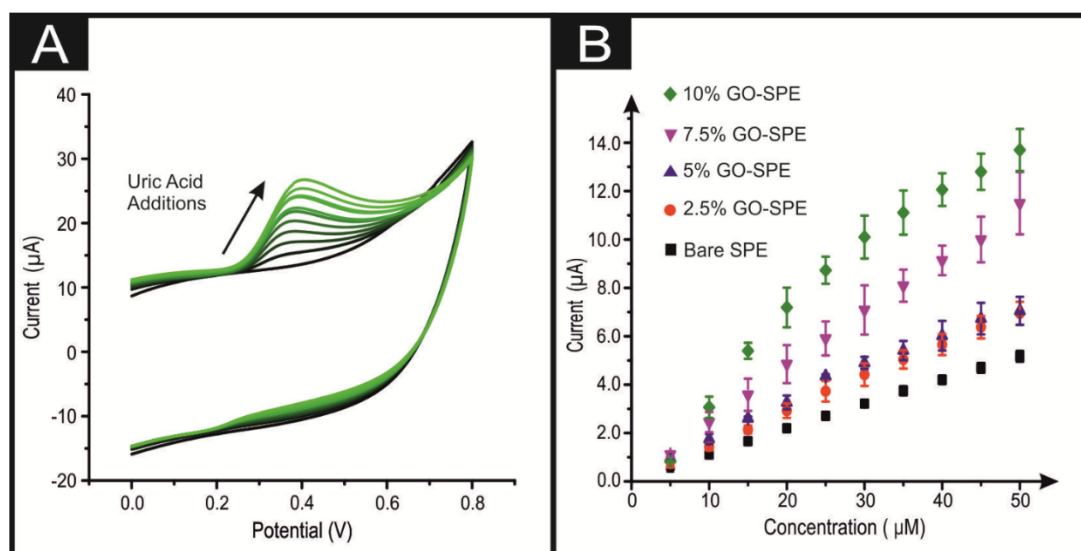 A
40
30
20
10
0
-10
-20
Current (µA)
Uric Acid
Additions
0.0
0.2
0.4
0.6
0.8
Potential (V)
B
10% GO-SPE
7.5% GO-SPE
5% GO-SPE
2.5% GO-SPE
Bare SPE
14.0
12.0
10.0
8.0
6.0
4.0
2.0
0.0
Current (µA)
0
10
20
30
40
50
Concentration ( µM)